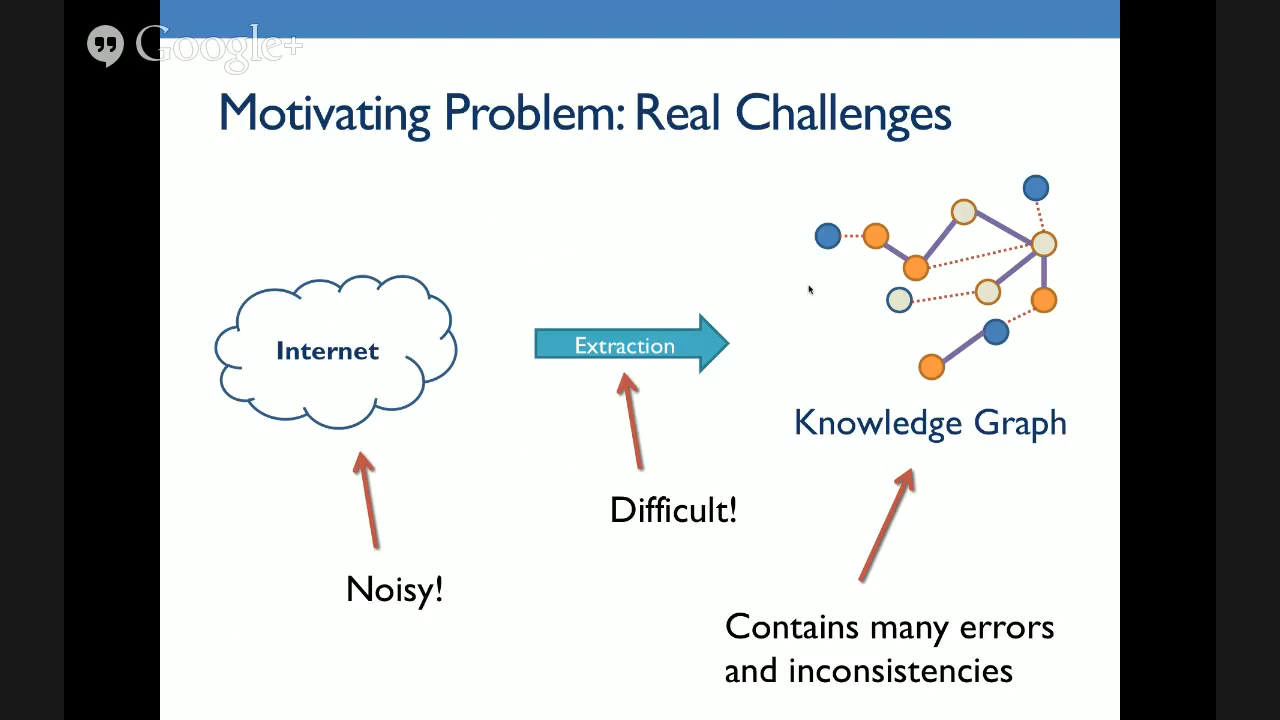 Google+
Motivating Problem: Real Challenges
Internet
Extraction
Knowledge Graph
Difficult!
Noisy!
Contains many errors
and inconsistencies